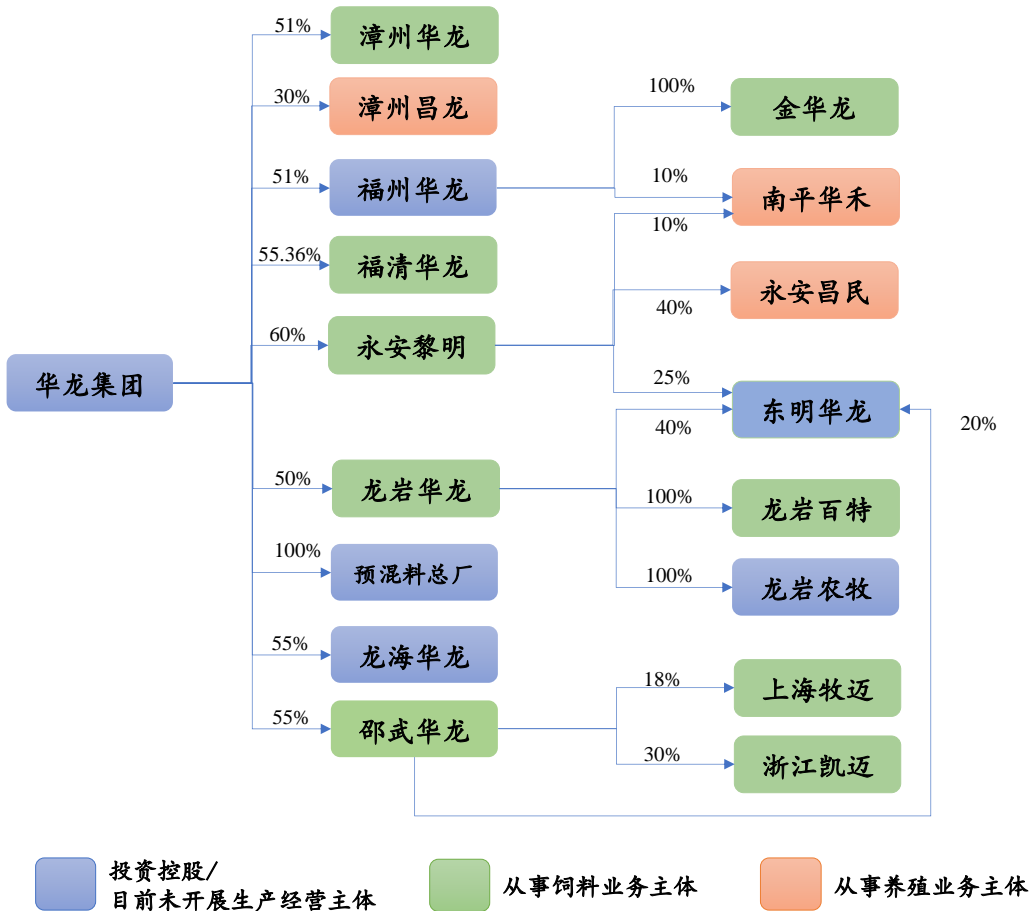 51%
漳州华龙
30%
漳州昌龙
100%
金华龙
51%
福州华龙
10%
南平华禾
10%
55.36%
福清华龙
永安昌民
40%
60%
永安黎明
华龙集团
25%
东明华龙
40%
20%
50%
龙岩华龙
100%
龙岩百特
100%
预混料总厂
100%
龙岩农牧
55%
龙海华龙
18%
上海牧迈
55%
邵武华龙
30%
浙江凯迈
投资控股/
目前未开展生产经营主体
从事饲料业务主体
从事养殖业务主体